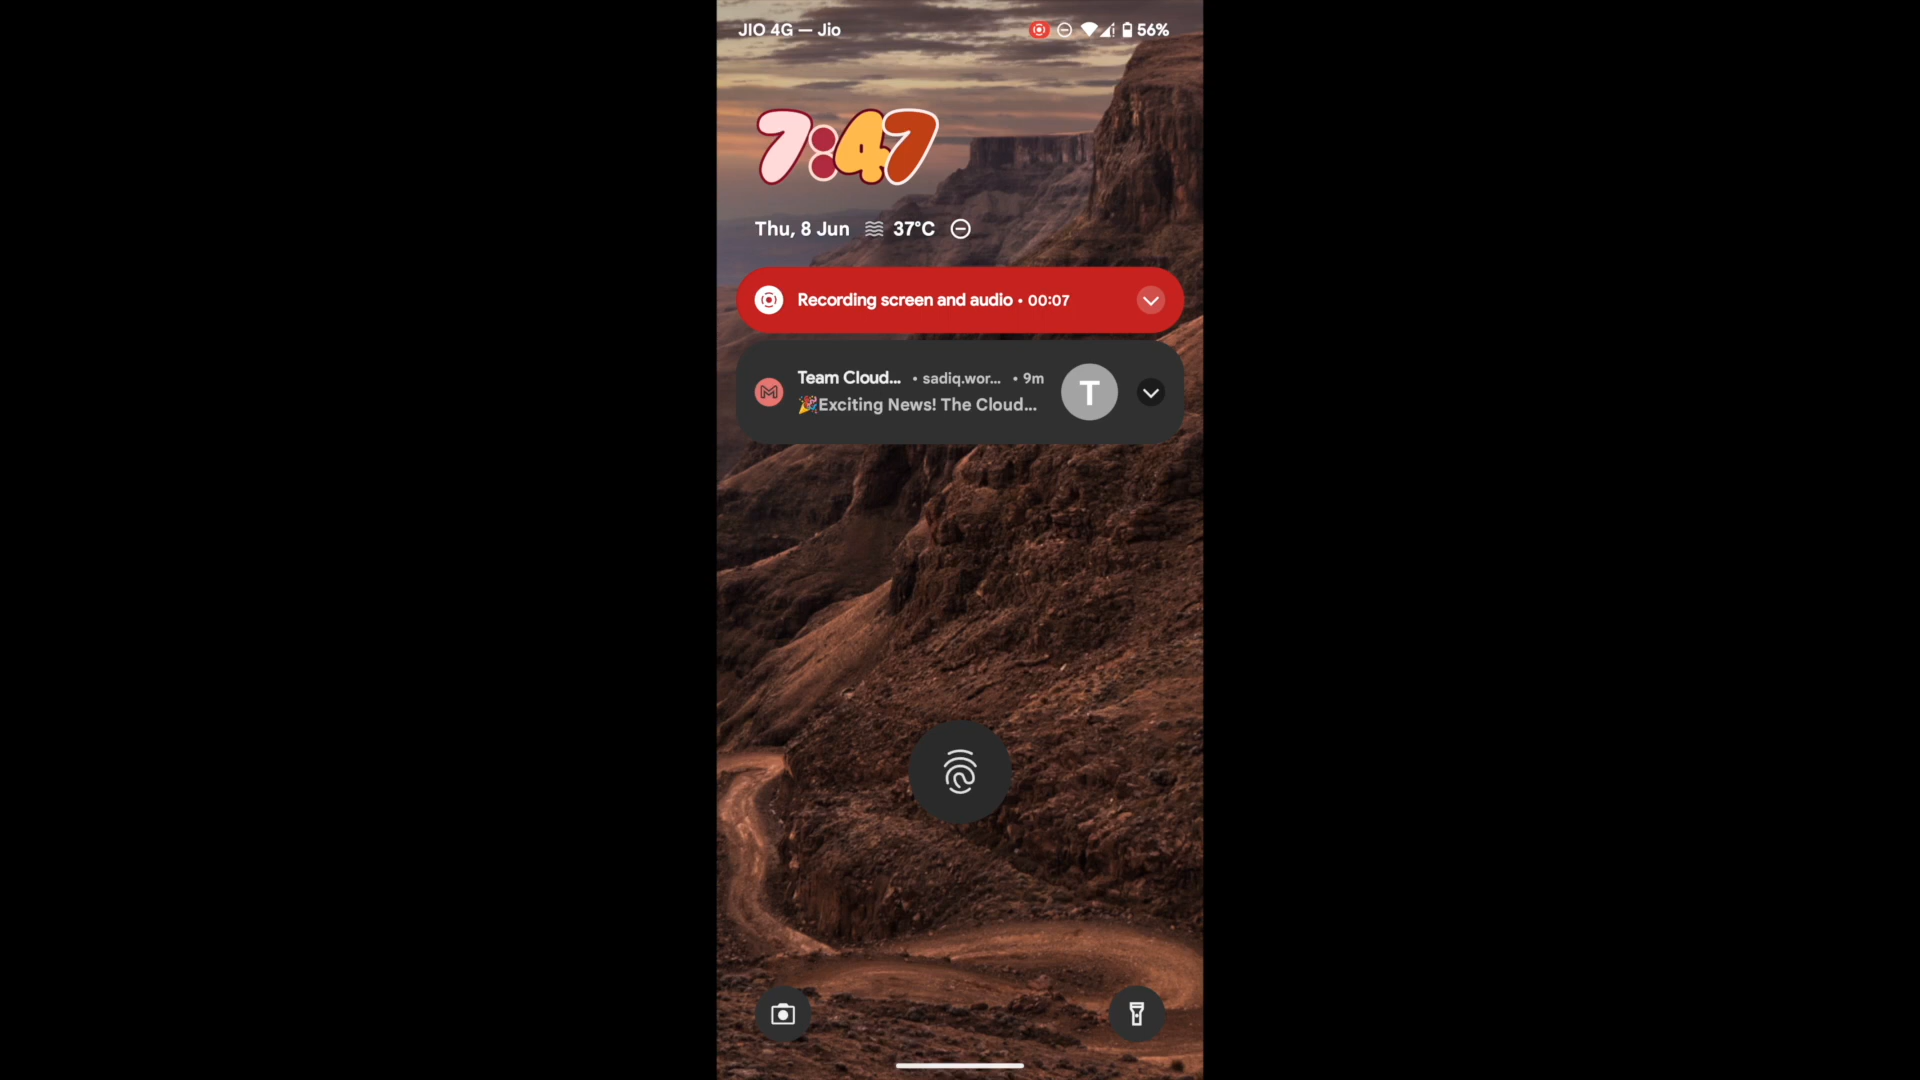 JIO 4G — Jio
56%
7:47
Thu, 8 Jun 37°C
Recording screen and audio • 00:07
Team Cloud... • sadiq.wor... • 9m
🎉Exciting News! The Cloud...
T